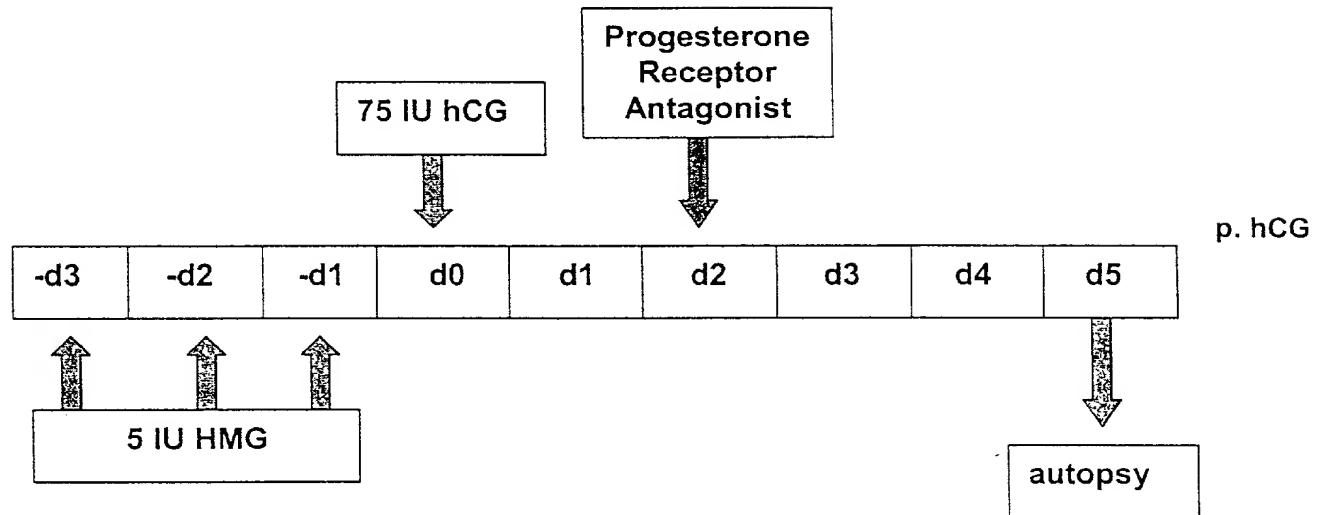 Progesterone
Receptor
Antagonist
75 IU hCG
p. hCG
-d3 -d2 -d1 d0 d1 d2 d3 d4 d5
5 IU HMG
autopsy